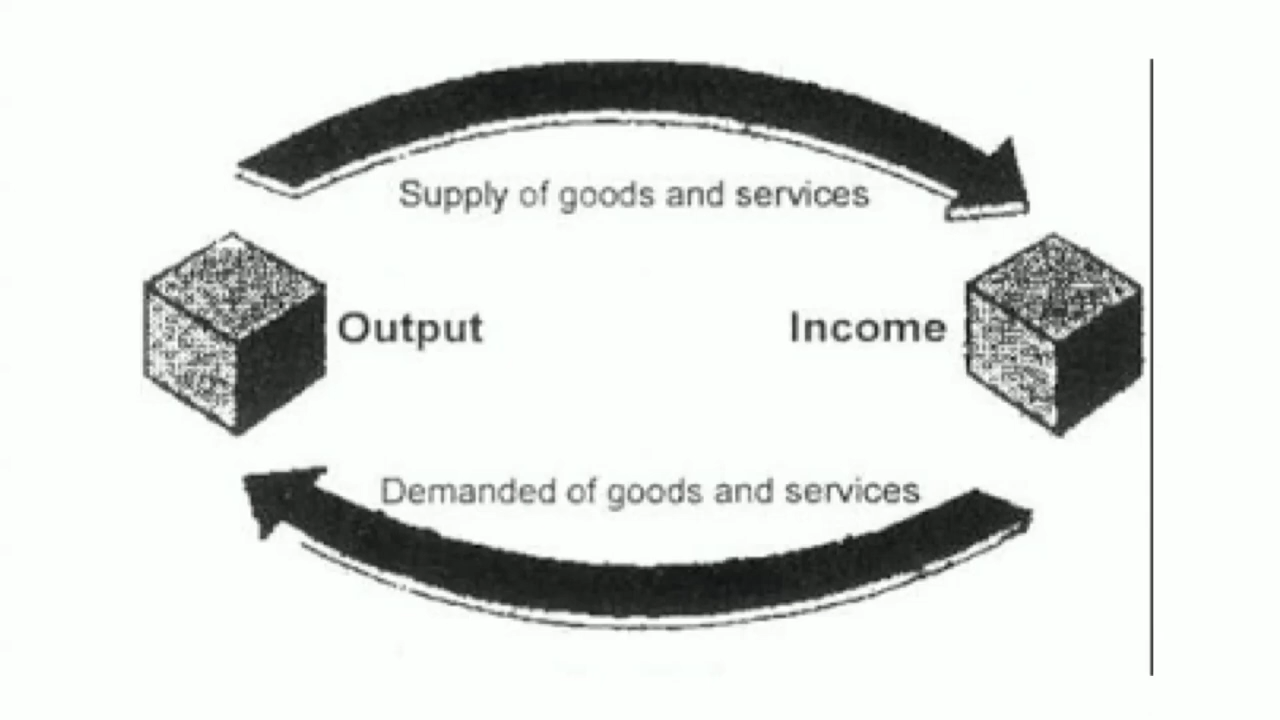 Supply of goods and services
Output
Income
Demanded of goods and services